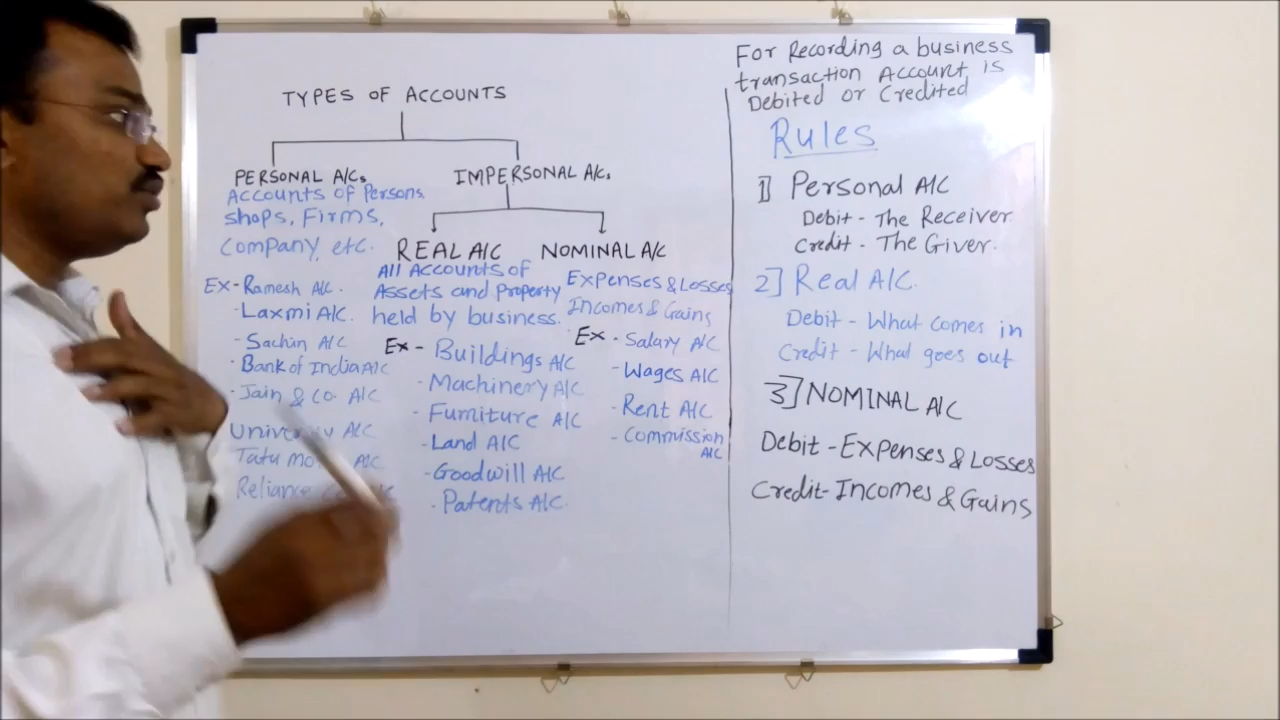 TYPES OF ACCOUNTS
PERSONAL A/Cs
Accounts of Persons,
shops, Firms,
Company, etc.
Ex - Ramesh A/C.
- Laxmi A/C.
- Sachin A/C
- Bank of India A/C
- Jain & Co. A/C
A/C
A/C
Reliance
IMPERSONAL A/Cs
REAL A/C
All Accounts of
Assets and Property
held by business.
Ex - Buildings A/C
- Machinery A/C
- Furniture A/C
- Land A/C
- Goodwill A/C
- Patents A/C.
NOMINAL A/C
Expenses & Losses
Incomes & Gains
Ex - Salary A/C
- Wages A/C
- Rent A/C
- Commission
A/C
For Recording a business
transaction Account is
Debited or Credited
Rules
1] Personal A/C
Debit - The Receiver
Credit - The Giver.
2] Real A/C.
Debit - What comes in
Credit - What goes out
3] NOMINAL A/C
Debit - Expenses & Losses
Credit - Incomes & Gains